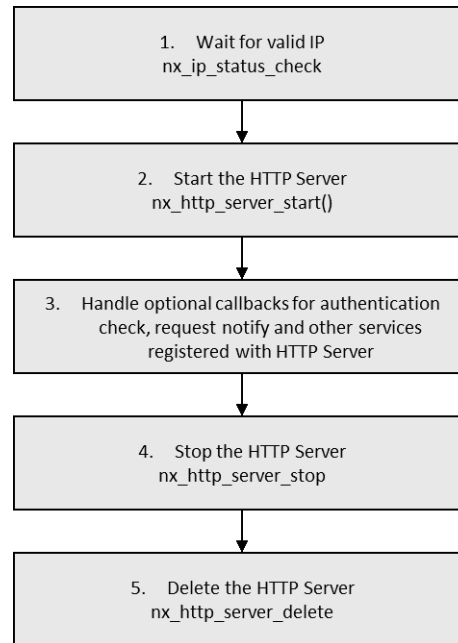 1. Wait for valid IP
nx_ip_status_check
2. Start the HTTP Server
nx_http_server_start()
3. Handle optional callbacks for authentication
check, request notify and other services
registered with HTTP Server
4. Stop the HTTP Server
nx_http_server_stop
5. Delete the HTTP Server
nx_http_server_delete